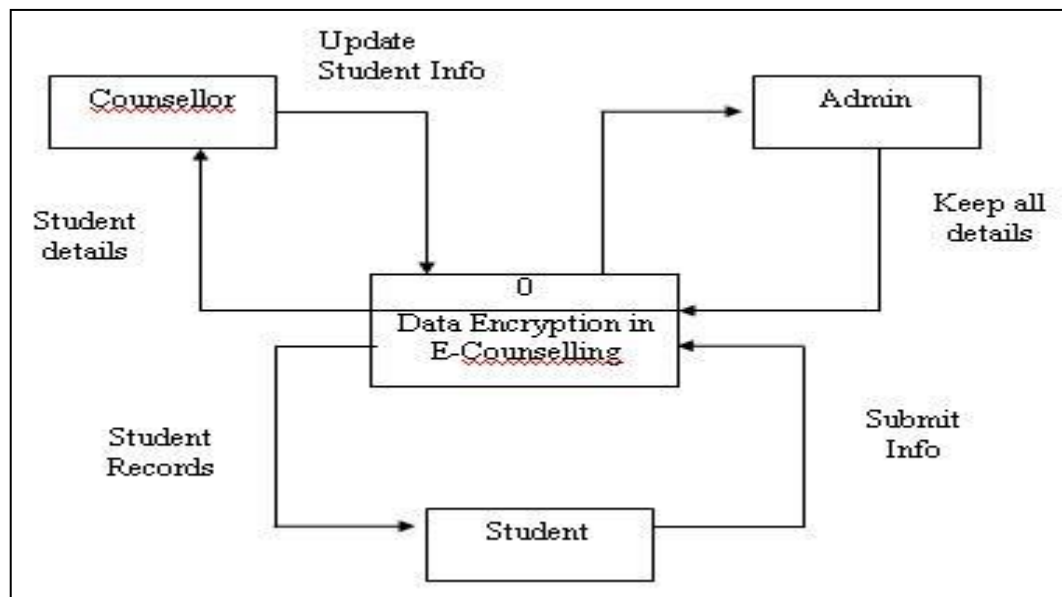 Update
Student Info
Counsellor
Admin
Student
details
Keep all
details
0
Data Encryption in
E-Counselling
Student
Records
Submit
Info
Student